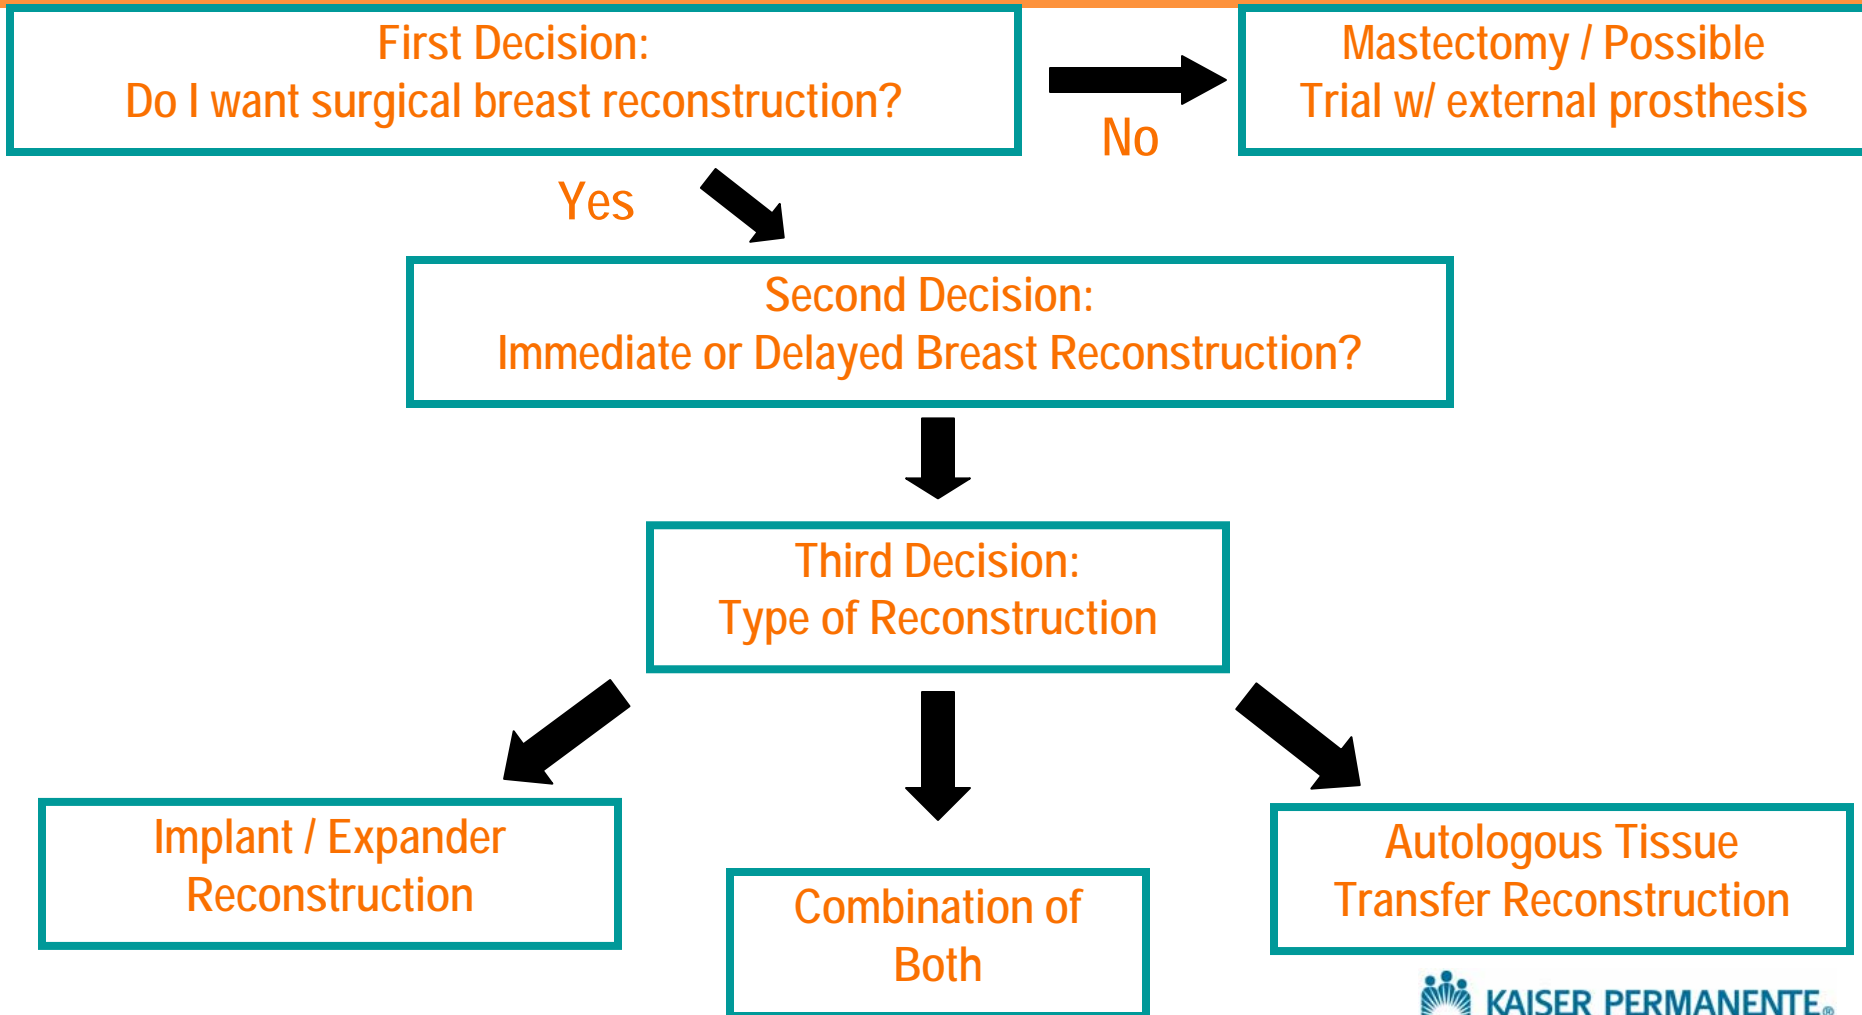 First Decision:
Do I want surgical breast reconstruction?
Mastectomy / Possible
Trial w/ external prosthesis
No
Yes
Second Decision:
Immediate or Delayed Breast Reconstruction?
Third Decision:
Type of Reconstruction
Implant / Expander
Reconstruction
Combination of
Both
Autologous Tissue
Transfer Reconstruction
KAISER PERMANENTE®